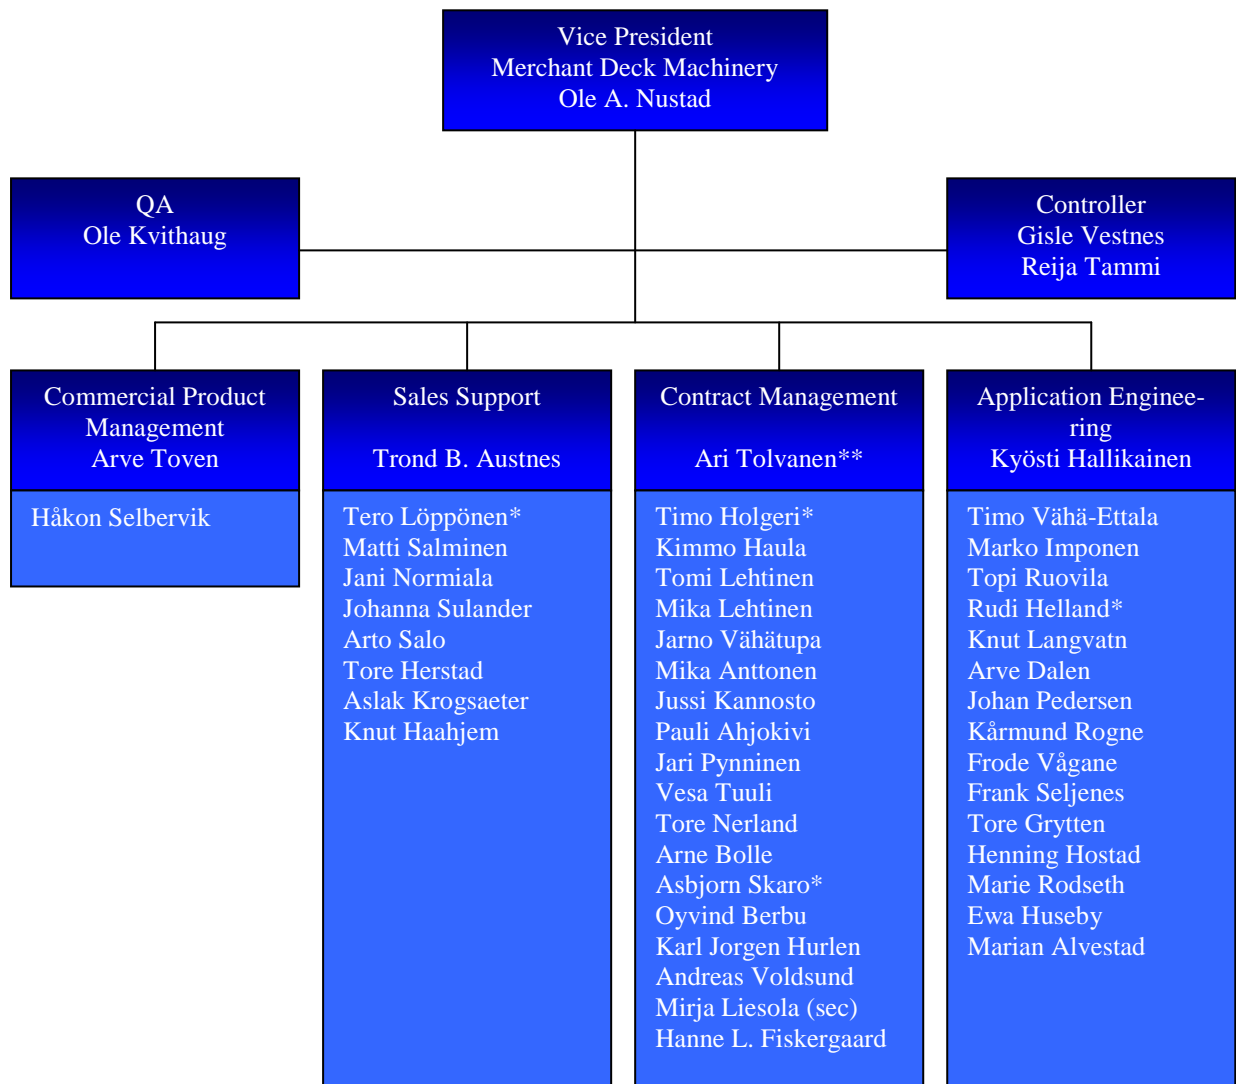 Vice President
Merchant Deck Machinery
Ole A. Nustad
QA
Ole Kvithaug
Controller
Gisle Vestnes
Reija Tammi
Commercial Product
Management
Arve Toven
Håkon Selbervik
Sales Support
Trond B. Austnes
Tero Löppönen*
Matti Salminen
Jani Normiala
Johanna Sulander
Arto Salo
Tore Herstad
Aslak Krogsaeter
Knut Haahjem
Contract Management
Ari Tolvanen**
Timo Holgeri*
Kimmo Haula
Tomi Lehtinen
Mika Lehtinen
Jarno Vähätupa
Mika Anttonen
Jussi Kannosto
Pauli Ahjokivi
Jari Pynninen
Vesa Tuuli
Tore Nerland
Arne Bolle
Asbjorn Skaro*
Oyvind Berbu
Karl Jorgen Hurlen
Andreas Voldsund
Mirja Liesola (sec)
Hanne L. Fiskergaard
Application Enginee-
ring
Kyösti Hallikainen
Timo Vähä-Ettala
Marko Imponen
Topi Ruovila
Rudi Helland*
Knut Langvatn
Arve Dalen
Johan Pedersen
Kårmund Rogne
Frode Vågane
Frank Seljenes
Tore Grytten
Henning Hostad
Marie Rodseth
Ewa Huseby
Marian Alvestad